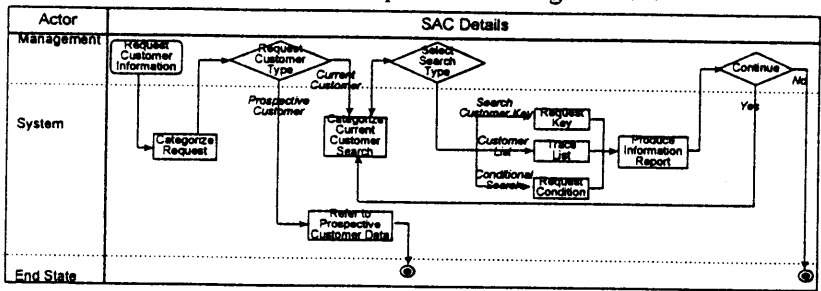 Actor
SAC Details
Management
Request
Customer
Information
Request
Customer
Type
Select
Search
Type
Continue
Current
Customer
No
Prospective
Customer
Yes
System
Categorize
Request
Categorize
Current
Customer
Search
Search
Customer Key
Request
Key
Customer
List
Trace
List
Produce
Information
Report
Conditional
Search
Request
Condition
Refer to
Prospective
Customer Data
End State